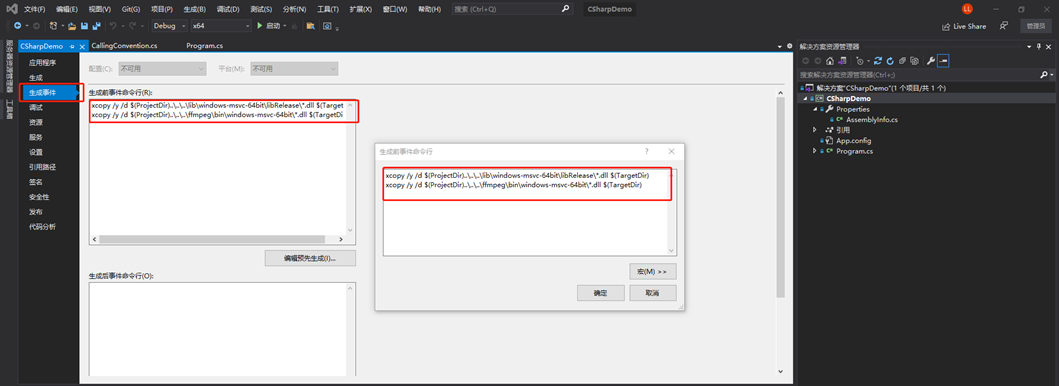 文件(F) 编辑(E) 视图(V) Git(G) 项目(P) 生成(B) 调试(D) 测试(S) 分析(N) 工具(T) 扩展(X) 窗口(W) 帮助(H) 搜索 (Ctrl+Q) CSharpDemo LL
Debug x64 启动 Live Share 管理员
CSharpDemo CallingConvention.cs Program.cs
应用程序
生成
生成事件
调试
资源
服务
设置
引用路径
签名
安全性
发布
代码分析
配置(C): 不可用 平台(M): 不可用
生成前事件命令行(R):
xcopy /y /d $(ProjectDir)..\..\..\lib\windows-msvc-64bit\libRelease\*.dll $(Target
xcopy /y /d $(ProjectDir)..\..\..\ffmpeg\bin\windows-msvc-64bit\*.dll $(TargetDi
编辑预先生成(I)...
生成后事件命令行(O):
生成前事件命令行 ?
xcopy /y /d $(ProjectDir)..\..\..\lib\windows-msvc-64bit\libRelease\*.dll $(TargetDir)
xcopy /y /d $(ProjectDir)..\..\..\ffmpeg\bin\windows-msvc-64bit\*.dll $(TargetDir)
宏(M) >>
确定 取消
解决方案资源管理器
搜索解决方案资源管理器(Ctrl+;)
解决方案"CSharpDemo"(1 个项目/共 1 个)
CSharpDemo
Properties
AssemblyInfo.cs
引用
App.config
Program.cs